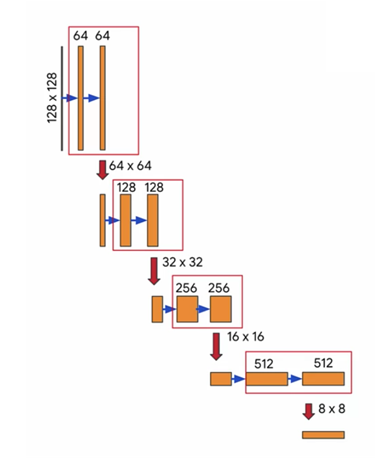 64 64
128 x 128
64 x 64
128 128
32 x 32
256 256
16 x 16
512 512
8 x 8